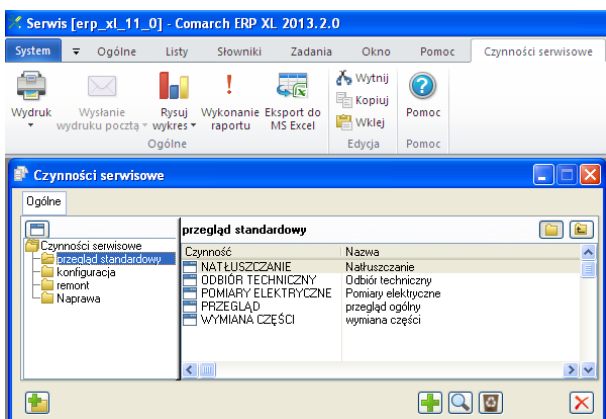 Serwis [erp_xl_11_0] - Comarch ERP XL 2013.2.0
System Ogólne Listy Słowniki Zadania Okno Pomoc Czynności serwisowe
Wydruk Wysłanie wydruku pocztą Rysuj wykres Wykonanie raportu Eksport do MS Excel Wytnij Kopiuj Wklej Pomoc
Ogólne Edycja Pomoc
Czynności serwisowe
Ogólne
przegląd standardowy
Czynności serwisowe
przegląd standardowy
konfiguracja
remont
Naprawa
Czynność Nazwa
NATŁUSZCZANIE Natłuszczanie
ODBIÓR TECHNICZNY Odbiór techniczny
POMIARY ELEKTRYCZNE Pomiary elektryczne
PRZEGLĄD przegląd ogólny
WYMIANA CZĘŚCI wymiana części